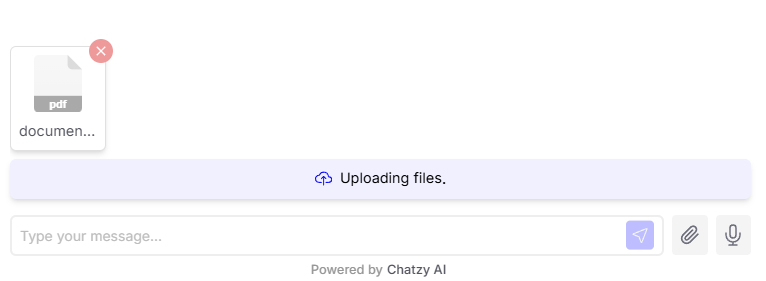 pdf
documen...
Uploading files.
Type your message...
Powered by Chatzy AI